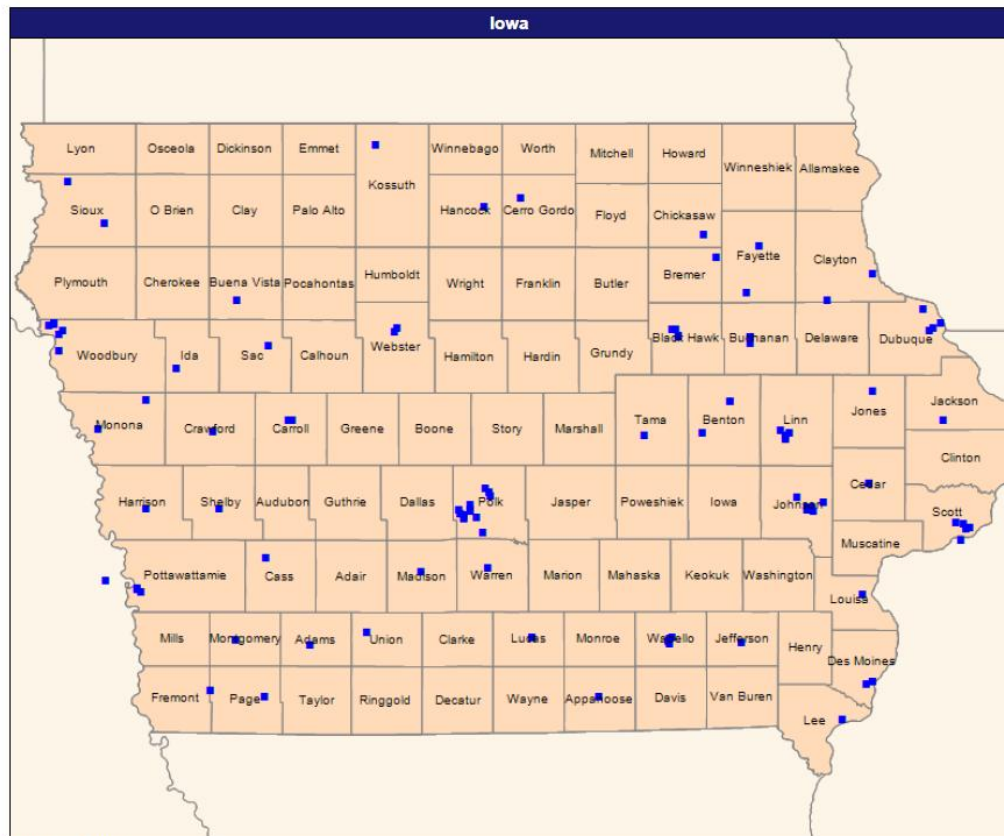 Iowa
Lyon Osceola Dickinson Emmet Winnebago Worth Mitchell Howard Winneshiek Allamakee
Kossuth
Sioux O Brien Clay Palo Alto Hancock Cerro Gordo Floyd Chickasaw
Fayette Clayton
Plymouth Cherokee Buena Vista Pocahontas Humboldt Wright Franklin Butler Bremer
Woodbury Ida Sac Calhoun Webster Hamilton Hardin Grundy Black Hawk Buchanan Delaware Dubuque
Jones Jackson
Monona Crawford Carroll Greene Boone Story Marshall Tama Benton Linn
Clinton
Cedar
Harrison Shelby Audubon Guthrie Dallas Polk Jasper Poweshiek Iowa Johnson Scott
Muscatine
Pottawattamie Cass Adair Madison Warren Marion Mahaska Keokuk Washington
Louisa
Mills Montgomery Adams Union Clarke Lucas Monroe Wapello Jefferson Henry
Des Moines
Fremont Page Taylor Ringgold Decatur Wayne Appanoose Davis Van Buren
Lee